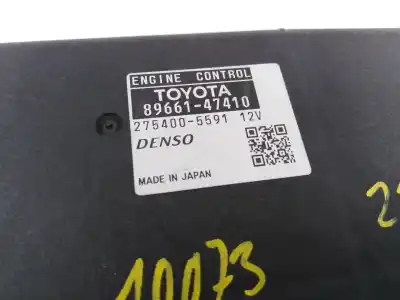 ENGINE CONTROL
TOYOTA
89661-47410
275400-5591 12V
DENSO
MADE IN JAPAN
10073